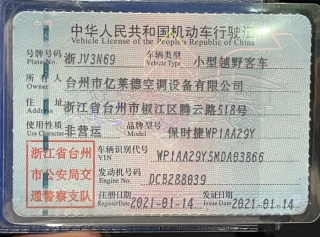 中华人民共和国机动车行驶证
Vehicle License of the People's Republic of China
号牌号码 浙JV3N69 车辆类型 小型越野客车
Plate No. Vehicle Type
所有人 台州市亿莱德空调设备有限公司
Owner
住址 浙江省台州市椒江区腾云路518号
Address
使用性质 非营运 品牌型号 保时捷WP1AA29Y
Use Character Model
浙江省台州 车辆识别代号 WP1AA29Y5MDA03866
VIN
市公安局交 发动机号码 DCB288039
Engine No.
通警察支队 注册日期 2021-01-14 发证日期 2021-01-14
Register Date Issue Date